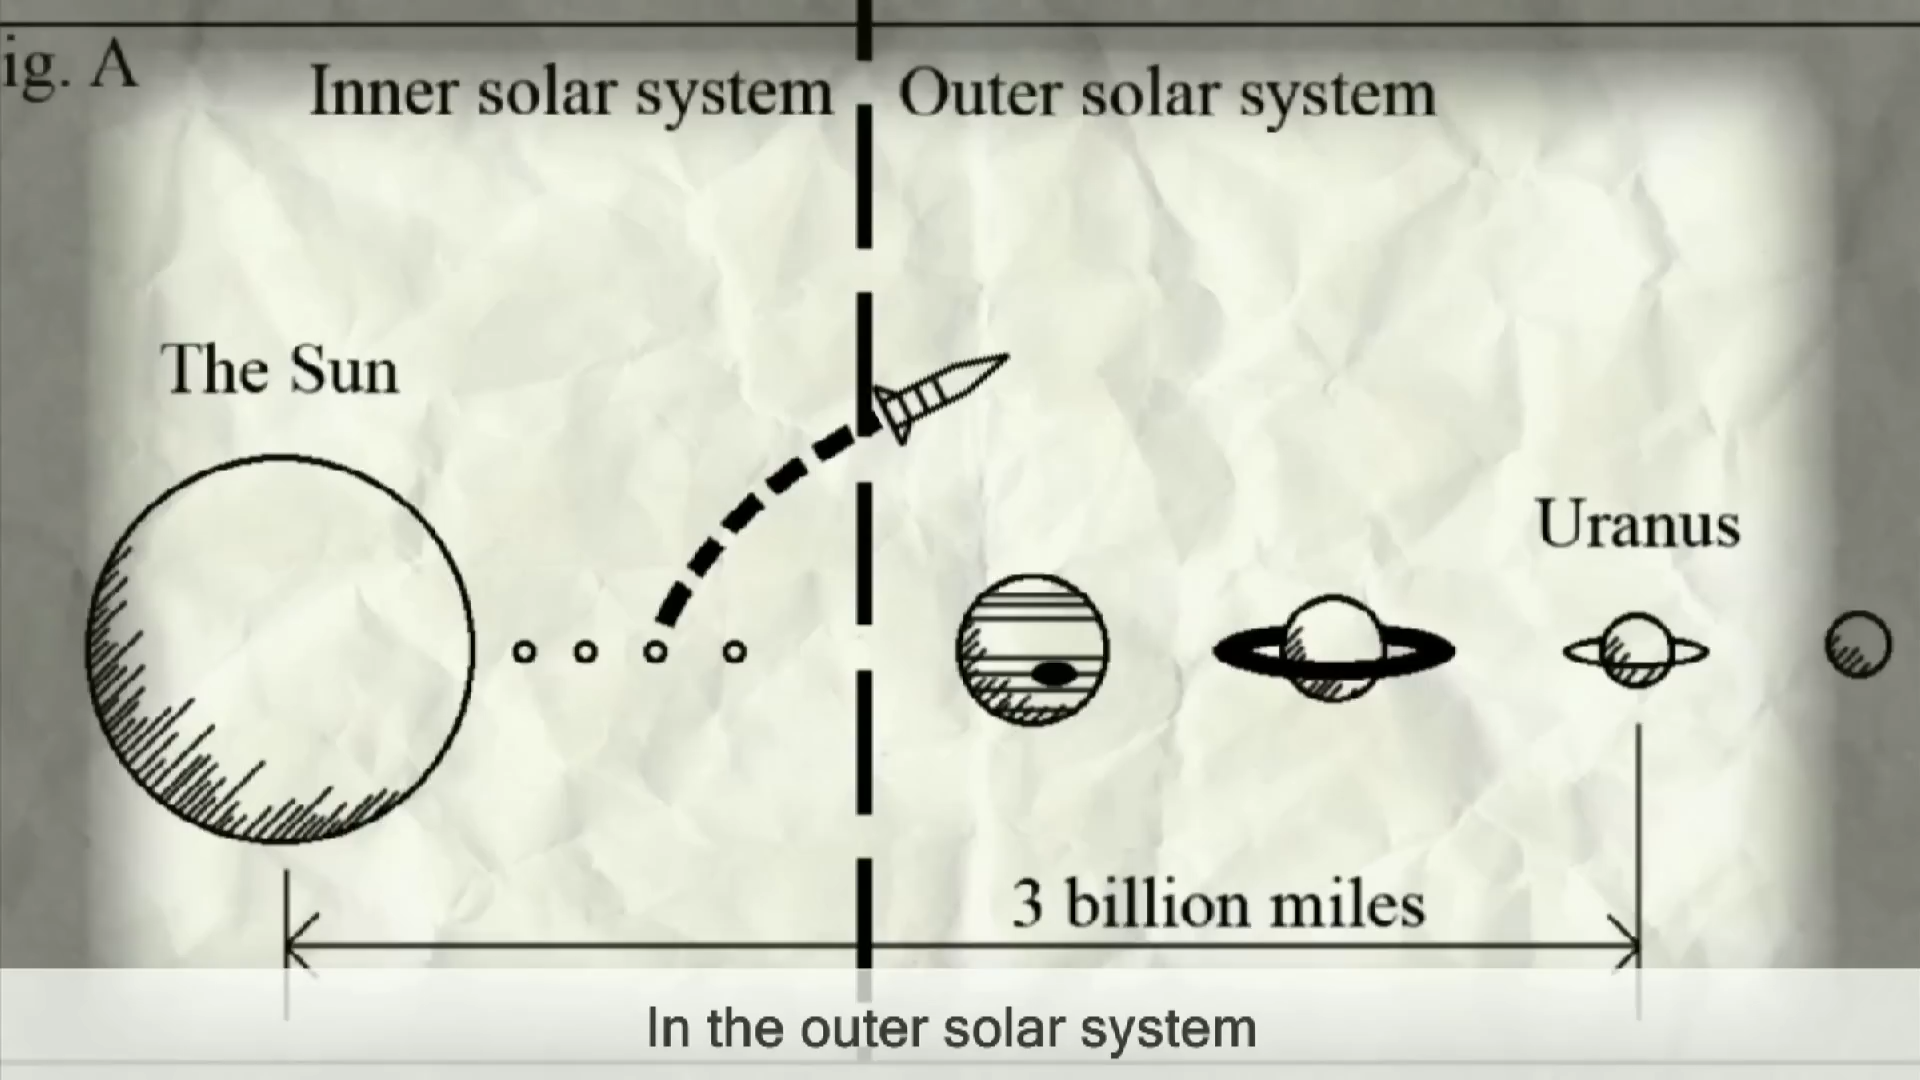 ig. A
Inner solar system
Outer solar system
The Sun
Uranus
3 billion miles
In the outer solar system